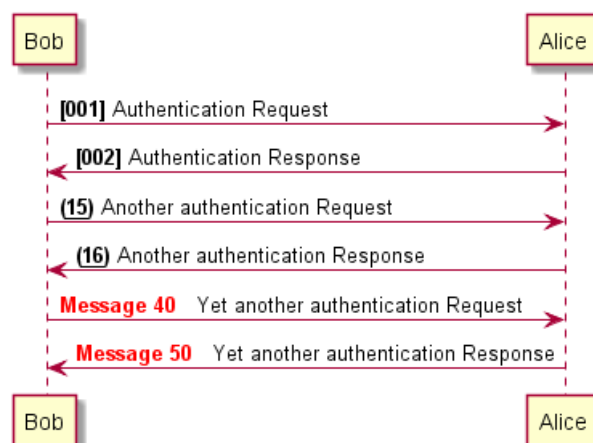 Bob Alice
[001] Authentication Request
[002] Authentication Response
(15) Another authentication Request
(16) Another authentication Response
Message 40 Yet another authentication Request
Message 50 Yet another authentication Response
Bob Alice